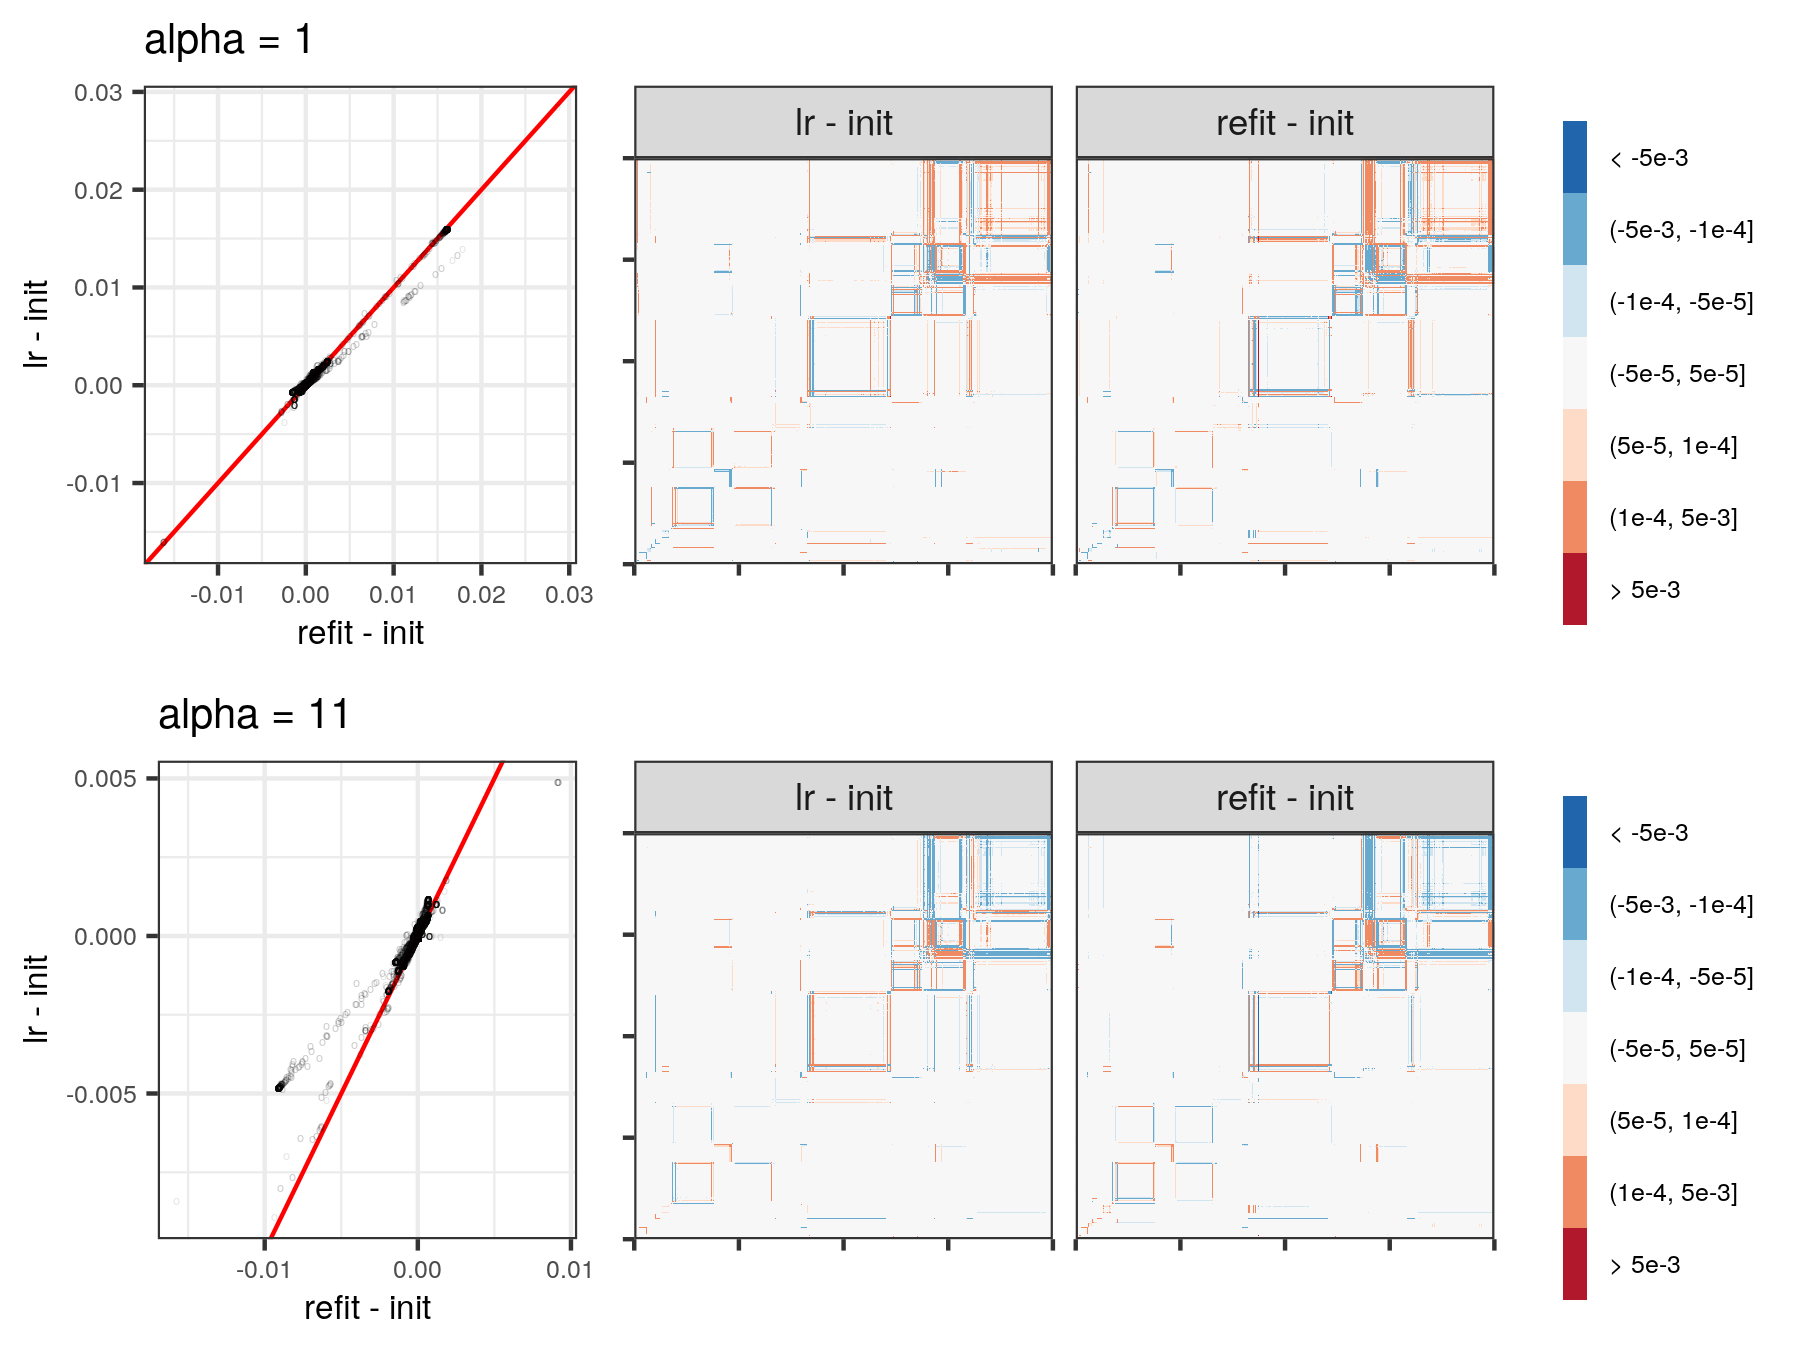 alpha = 1
lr - init
refit - init
0.03
0.02
0.01
0.00
-0.01
lr - init
-0.01 0.00 0.01 0.02 0.03
refit - init
< -5e-3
(-5e-3, -1e-4]
(-1e-4, -5e-5]
(-5e-5, 5e-5]
(5e-5, 1e-4]
(1e-4, 5e-3]
> 5e-3
alpha = 11
lr - init
refit - init
0.005
0.000
-0.005
lr - init
-0.01 0.00 0.01
refit - init
< -5e-3
(-5e-3, -1e-4]
(-1e-4, -5e-5]
(-5e-5, 5e-5]
(5e-5, 1e-4]
(1e-4, 5e-3]
> 5e-3